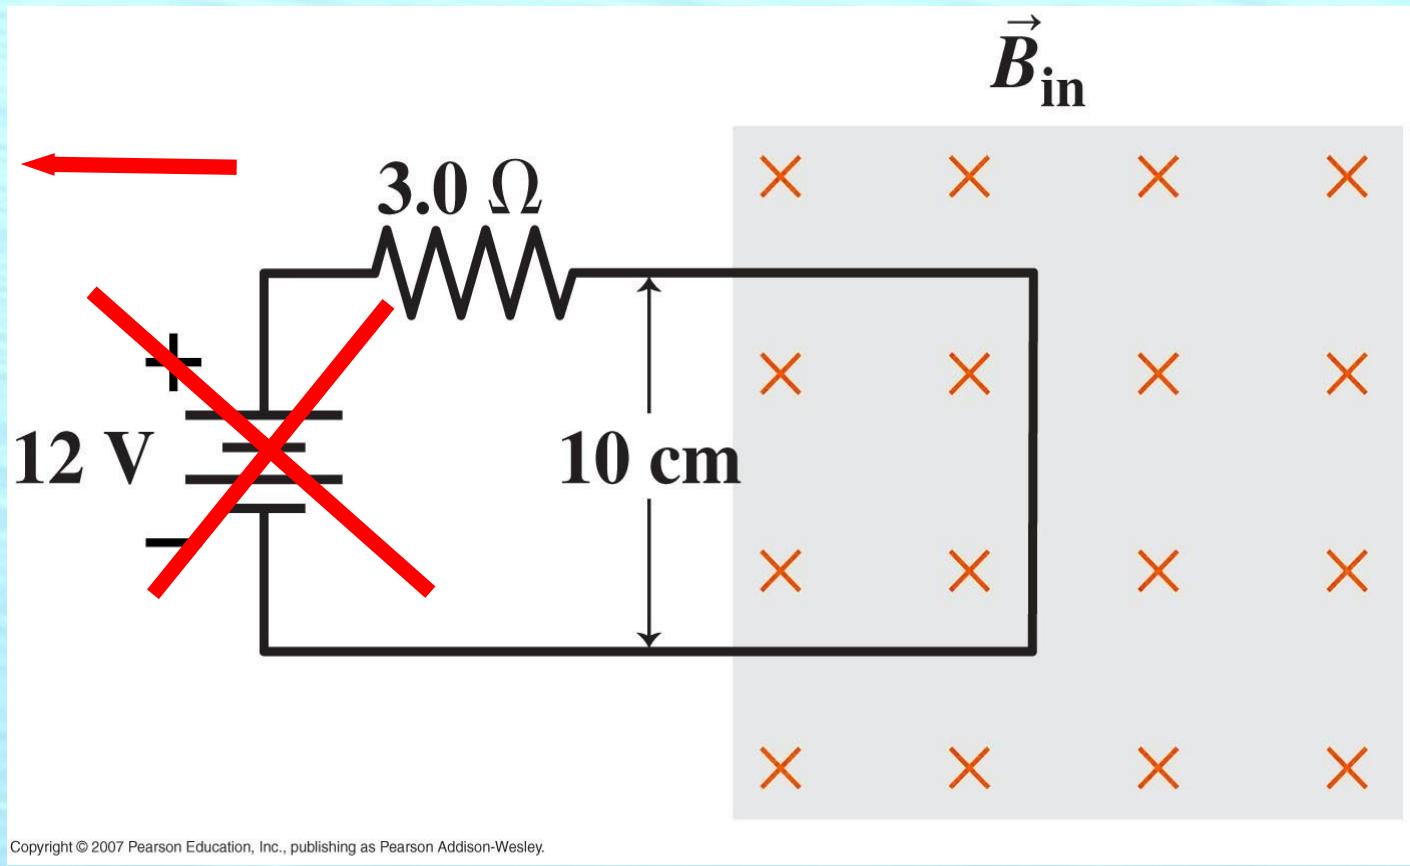 B⃗in
3.0 Ω
+
12 V
10 cm
−
Copyright © 2007 Pearson Education, Inc., publishing as Pearson Addison-Wesley.